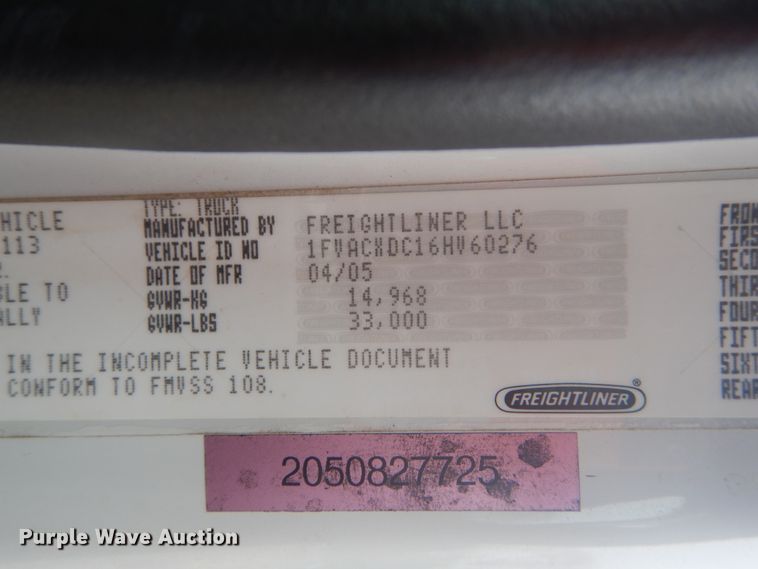 HICLE
113
LE TO
LLY
TYPE: TRUCK
MANUFACTURED BY FREIGHTLINER LLC
VEHICLE ID NO 1FVACXDC16HV60276
DATE OF MFR 04/05
GVWR-KG 14,968
GVWR-LBS 33,000
IN THE INCOMPLETE VEHICLE DOCUMENT
CONFORM TO FMVSS 108.
FRON
FIRS
SECO
THIR
FOUR
FIFT
SIXT
REAR
FREIGHTLINER®
2050827725
Purple Wave Auction